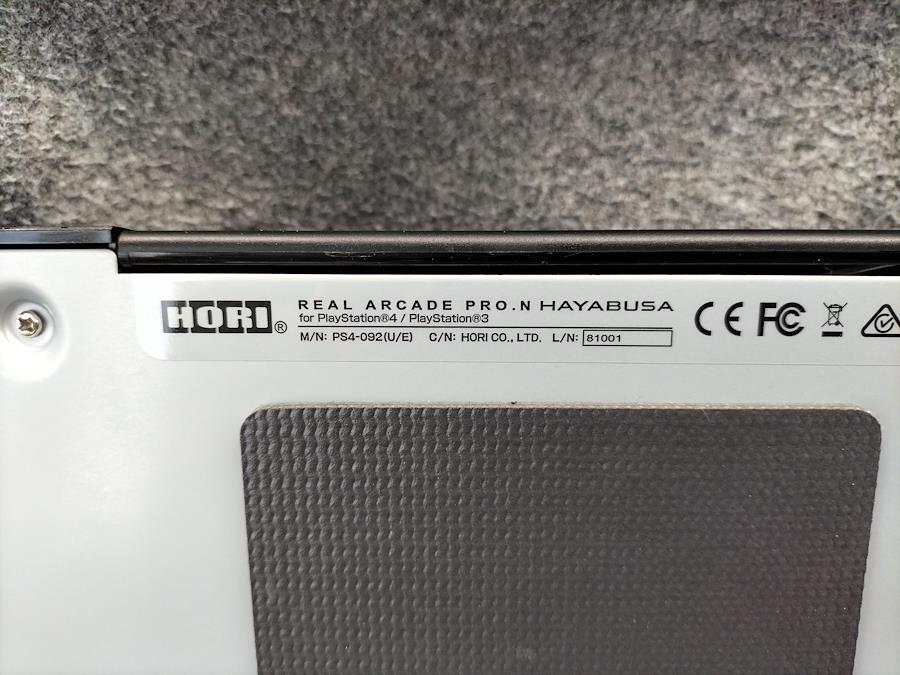 HORI®
REAL ARCADE PRO.N HAYABUSA
for PlayStation®4 / PlayStation®3
M/N: PS4-092(U/E) C/N: HORI CO., LTD. L/N: 81001
CE FC